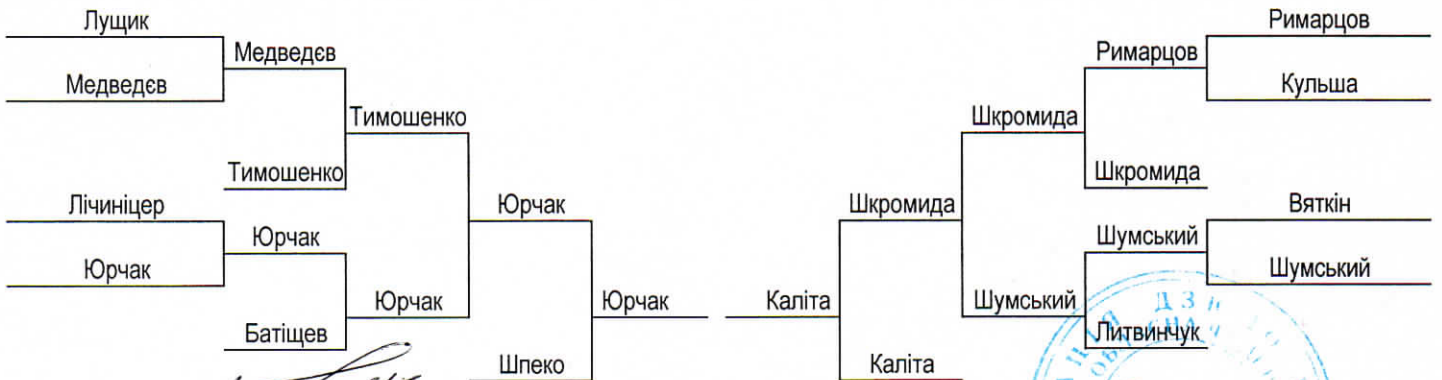 Лущик
Римарцов
Медведєв
Римарцов
Медведєв
Кульша
Тимошенко
Шкромида
Тимошенко
Шкромида
Лічиніцер
Юрчак
Шкромида
Вяткін
Юрчак
Шумський
Юрчак
Шумський
Юрчак
Юрчак
Каліта
Шумський
Батіщев
Литвинчук
Шпеко
Каліта